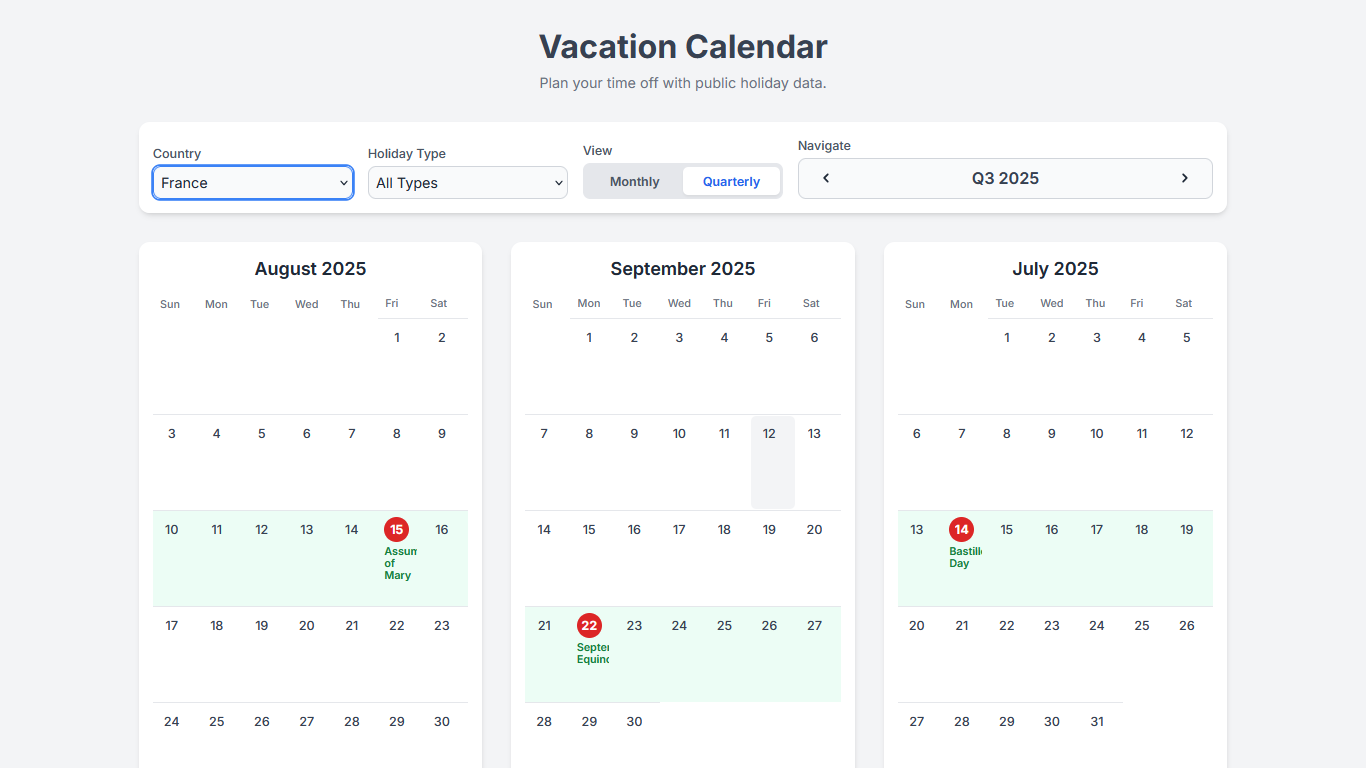 Vacation Calendar
Plan your time off with public holiday data.
Country
France
Holiday Type
All Types
View
Monthly Quarterly
Navigate
Q3 2025
August 2025
Sun Mon Tue Wed Thu Fri Sat
1 2
3 4 5 6 7 8 9
10 11 12 13 14 15 16
Assum
of
Mary
17 18 19 20 21 22 23
24 25 26 27 28 29 30
September 2025
Sun Mon Tue Wed Thu Fri Sat
1 2 3 4 5 6
7 8 9 10 11 12 13
14 15 16 17 18 19 20
21 22 23 24 25 26 27
Septe
Equino
28 29 30
July 2025
Sun Mon Tue Wed Thu Fri Sat
1 2 3 4 5
6 7 8 9 10 11 12
13 14 15 16 17 18 19
Bastill
Day
20 21 22 23 24 25 26
27 28 29 30 31